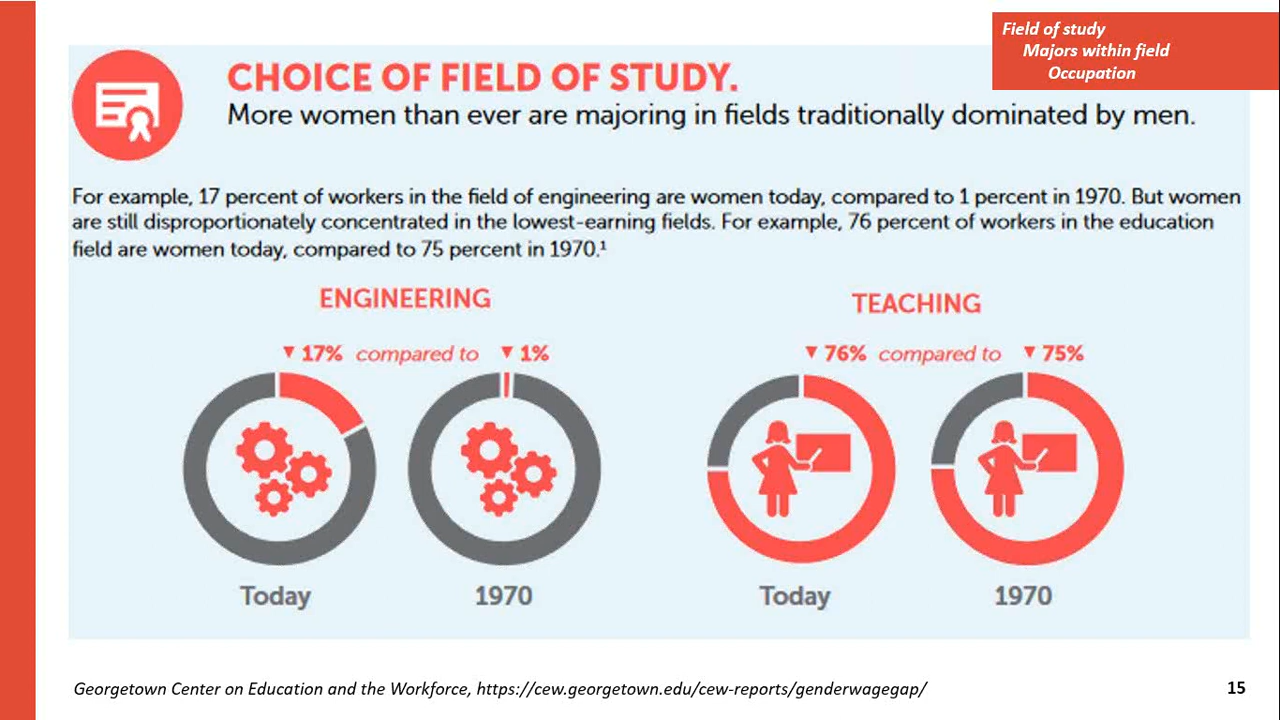 Field of study
Majors within field
Occupation
CHOICE OF FIELD OF STUDY.
More women than ever are majoring in fields traditionally dominated by men.
For example, 17 percent of workers in the field of engineering are women today, compared to 1 percent in 1970. But women
are still disproportionately concentrated in the lowest-earning fields. For example, 76 percent of workers in the education
field are women today, compared to 75 percent in 1970.¹
ENGINEERING
▼ 17% compared to ▼ 1%
Today
1970
TEACHING
▼ 76% compared to ▼ 75%
Today
1970
Georgetown Center on Education and the Workforce, https://cew.georgetown.edu/cew-reports/genderwagegap/
15